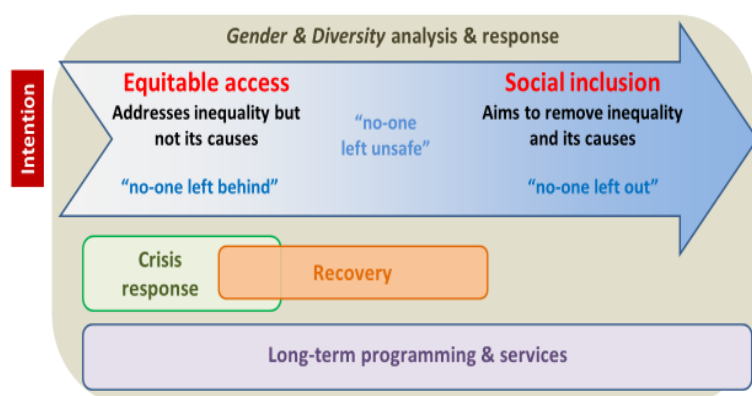 Gender & Diversity analysis & response
Intention
Equitable access
Addresses inequality but
not its causes
“no-one left behind”
“no-one
left unsafe”
Social inclusion
Aims to remove inequality
and its causes
“no-one left out”
Crisis
response
Recovery
Long-term programming & services